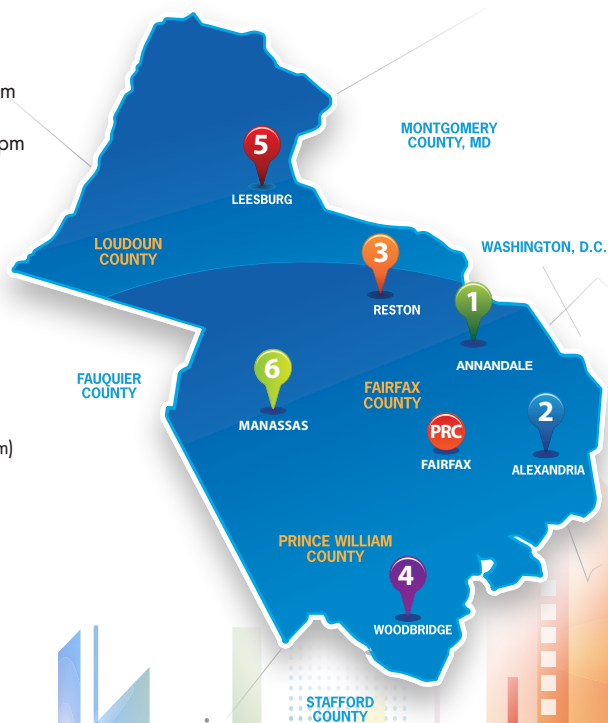 m
pm
MONTGOMERY
COUNTY, MD
5
LEESBURG
LOUDOUN
COUNTY
3
WASHINGTON, D.C.
RESTON
1
ANNANDALE
FAUQUIER
COUNTY
6
MANASSAS
FAIRFAX
COUNTY
2
PRC
FAIRFAX
ALEXANDRIA
m)
PRINCE WILLIAM
COUNTY
4
WOODBRIDGE
STAFFORD
COUNTY